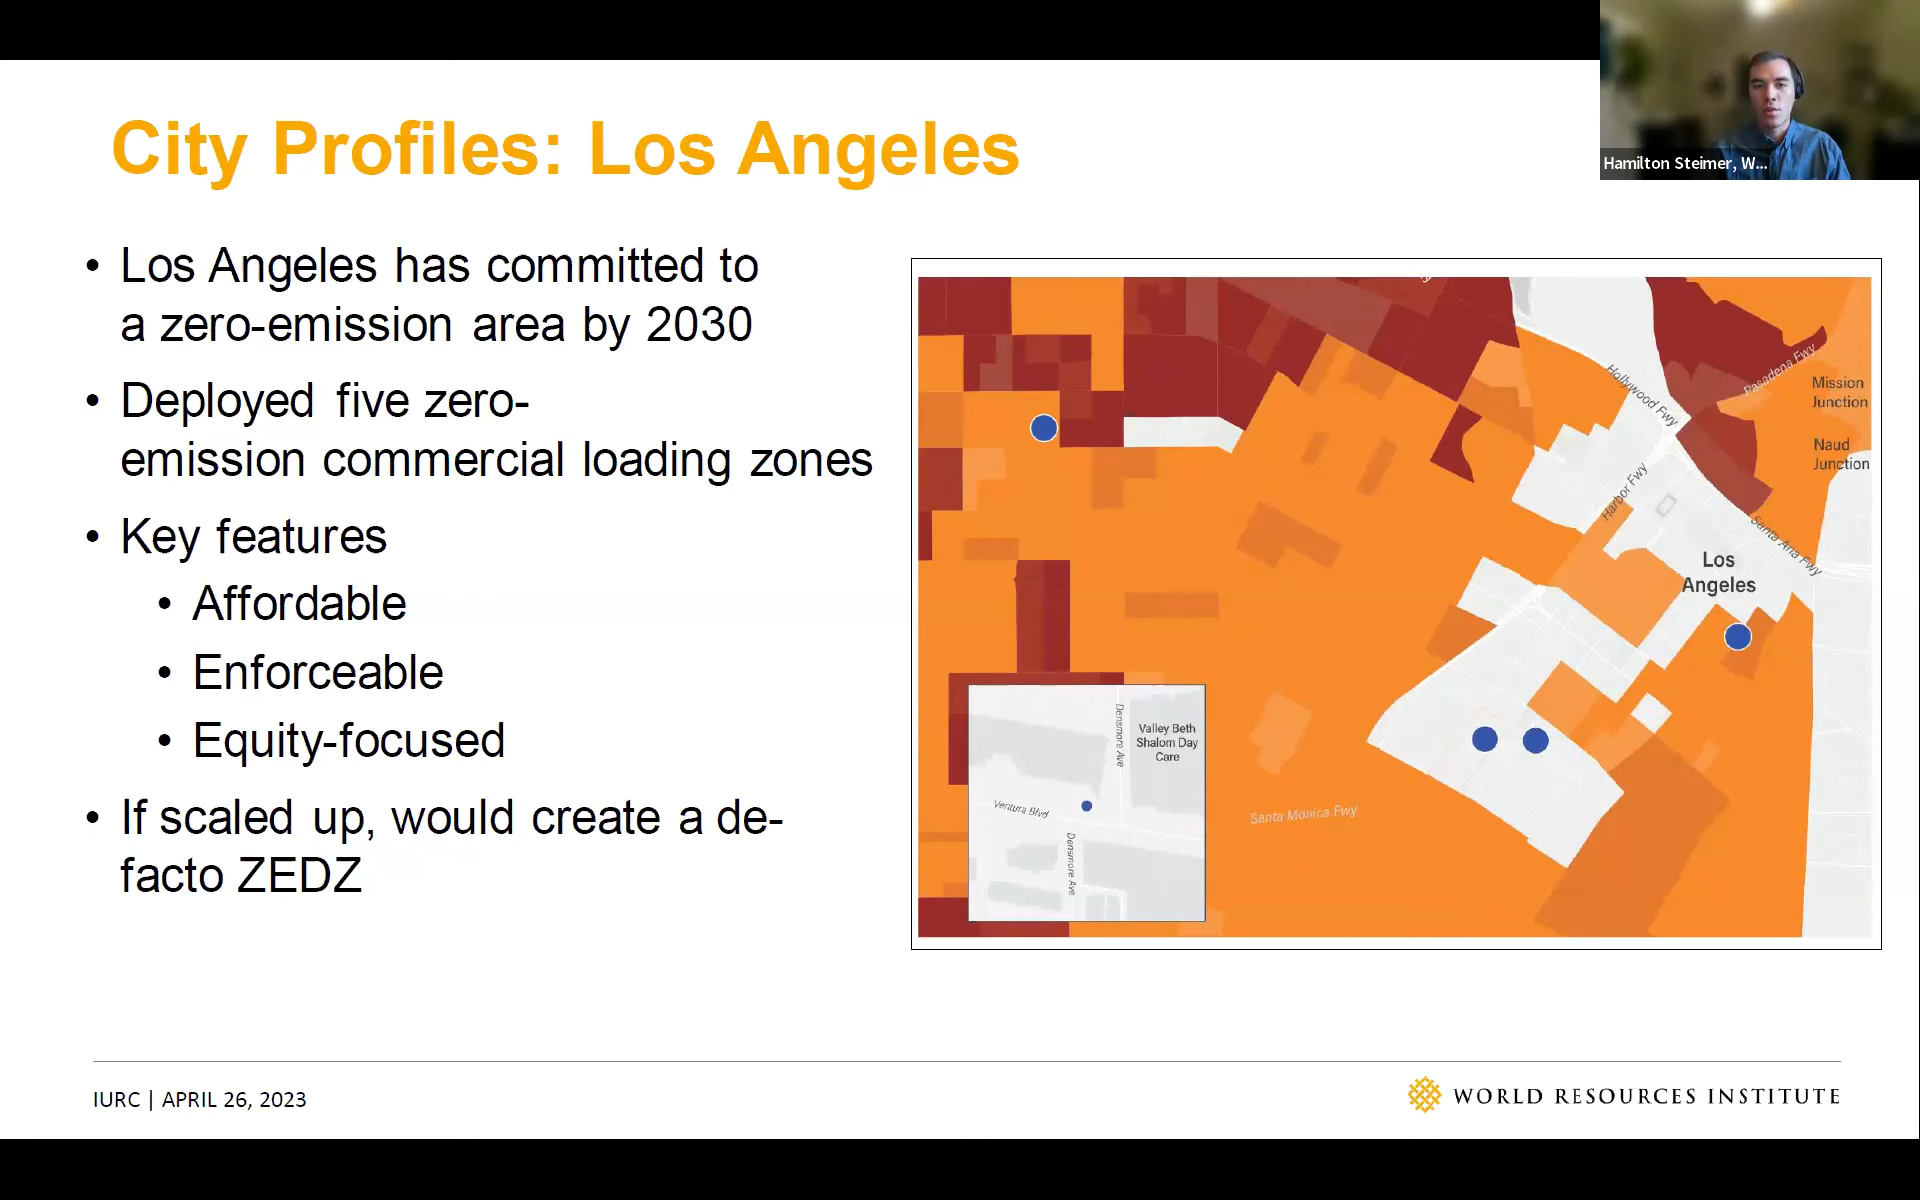 Hamilton Steimer, W...
City Profiles: Los Angeles
• Los Angeles has committed to
a zero-emission area by 2030
• Deployed five zero-
emission commercial loading zones
• Key features
• Affordable
• Enforceable
• Equity-focused
• If scaled up, would create a de-
facto ZEDZ
Hollywood Fwy
Pasadena Fwy
Mission
Junction
Naud
Junction
Harbor Fwy
Santa Ana Fwy
Los
Angeles
Santa Monica Fwy
Densmore Ave
Valley Beth
Shalom Day
Care
Ventura Blvd
Densmore Ave
IURC | APRIL 26, 2023
WORLD RESOURCES INSTITUTE